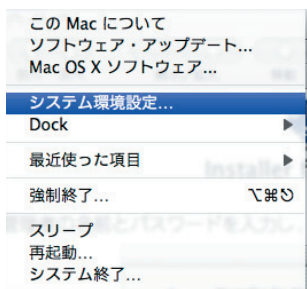 この Mac について
ソフトウェア・アップデート...
Mac OS X ソフトウェア...
システム環境設定...
Dock ▶
最近使った項目 ▶
強制終了... ⌥⌘⎋
スリープ
再起動...
システム終了...